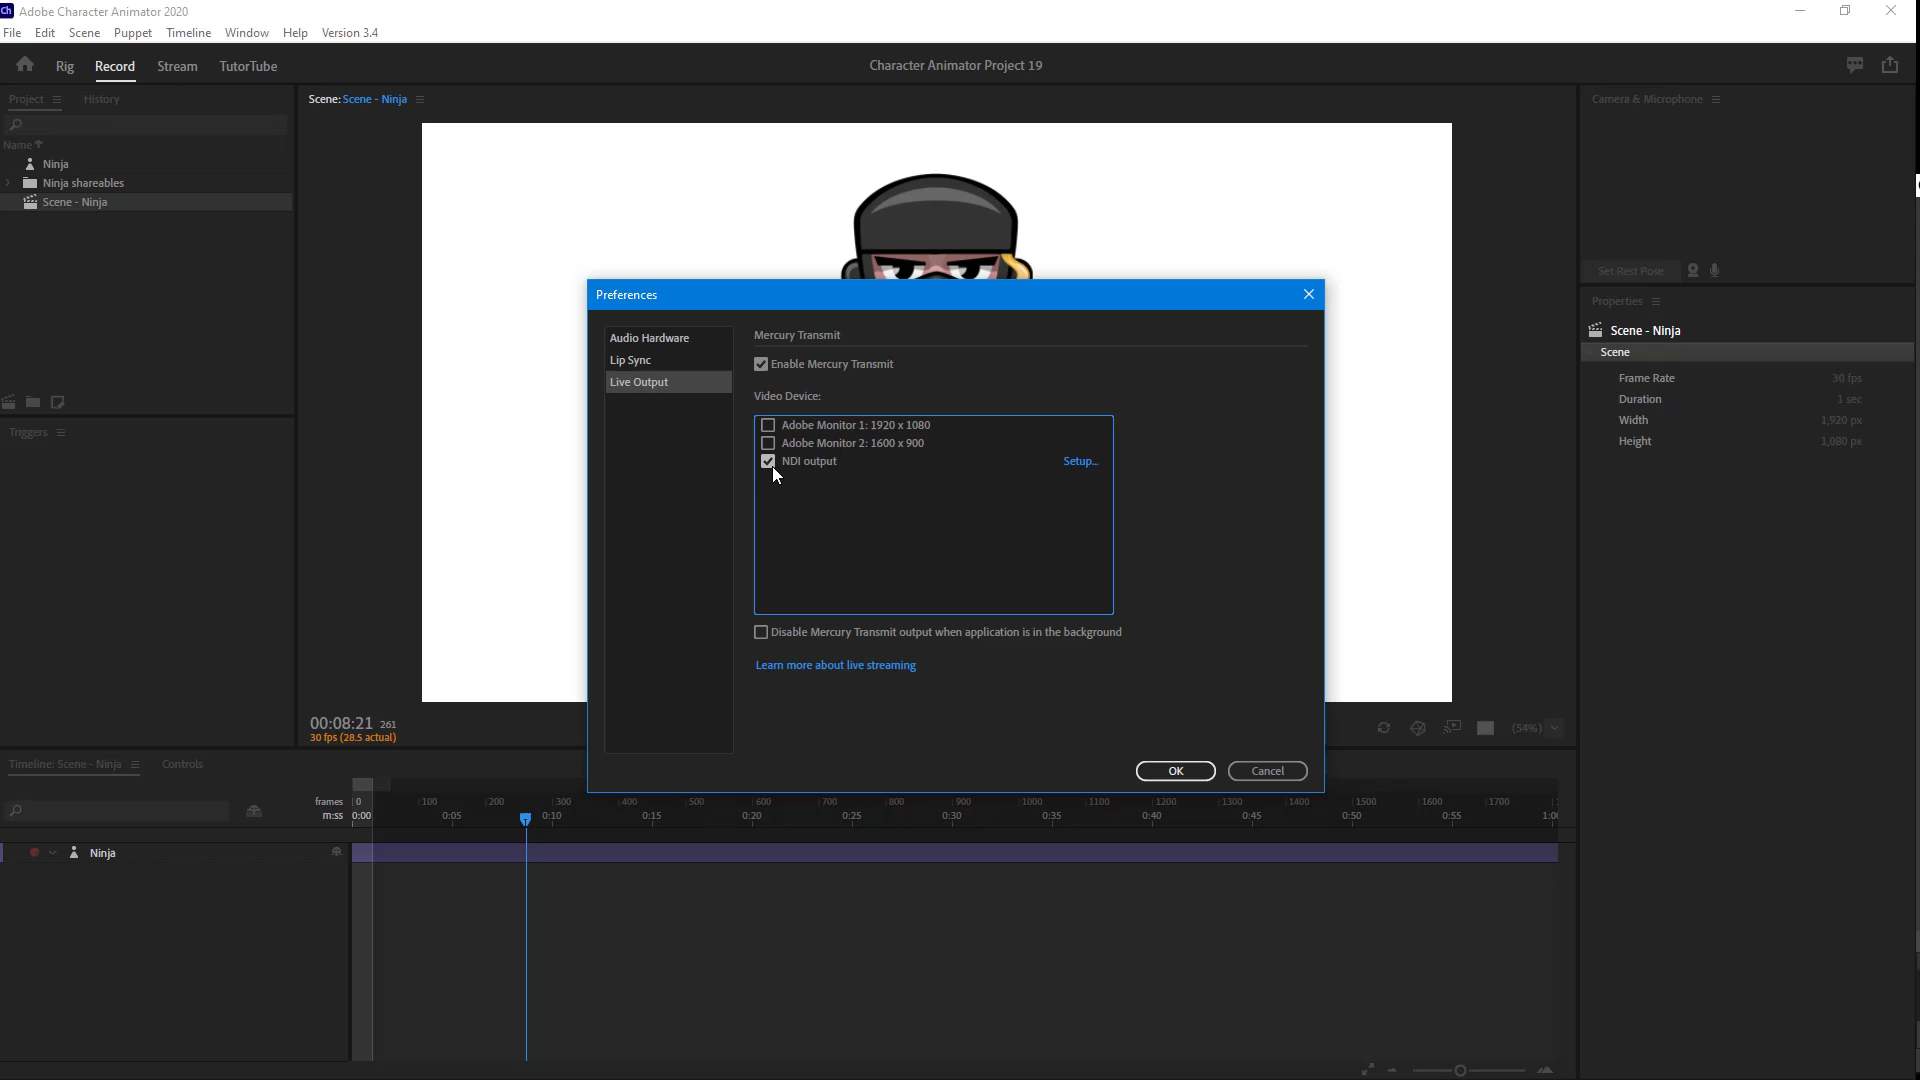 Ch Adobe Character Animator 2020
File Edit Scene Puppet Timeline Window Help Version 3.4
Rig Record Stream TutorTube
Character Animator Project 19
Project History
Name
Ninja
Ninja shareables
Scene - Ninja
Triggers
Scene: Scene - Ninja
Camera & Microphone
Set Rest Pose
Properties
Scene - Ninja
Scene
Frame Rate 30 fps
Duration 1 sec
Width 1,920 px
Height 1,080 px
Preferences
Audio Hardware
Lip Sync
Live Output
Mercury Transmit
Enable Mercury Transmit
Video Device:
Adobe Monitor 1: 1920 x 1080
Adobe Monitor 2: 1600 x 900
NDI output Setup...
Disable Mercury Transmit output when application is in the background
Learn more about live streaming
OK Cancel
00:08:21 261
30 fps (28.5 actual)
(54%)
Timeline: Scene - Ninja Controls
frames 0 100 200 300 400 500 600 700 800 900 1000 1100 1200 1300 1400 1500 1600 1700
m:ss 0:00 0:05 0:10 0:15 0:20 0:25 0:30 0:35 0:40 0:45 0:50 0:55
Ninja